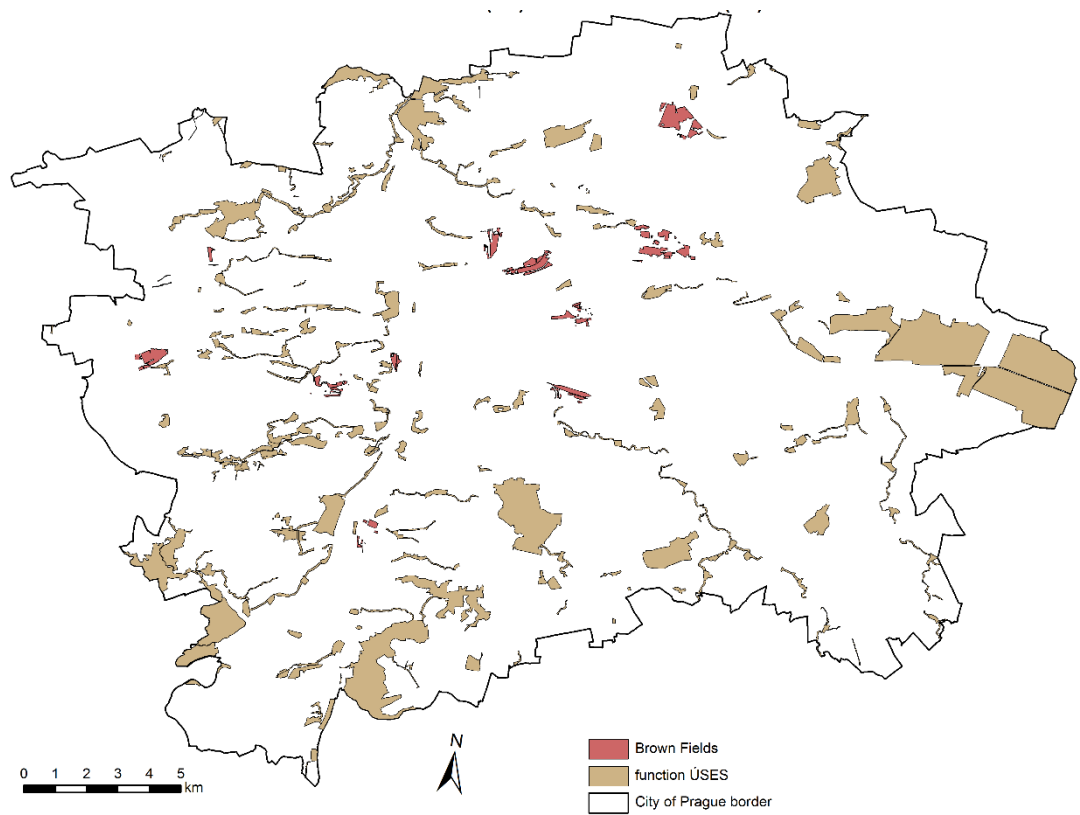 N
0 1 2 3 4 5
km
Brown Fields
function ÚSES
City of Prague border